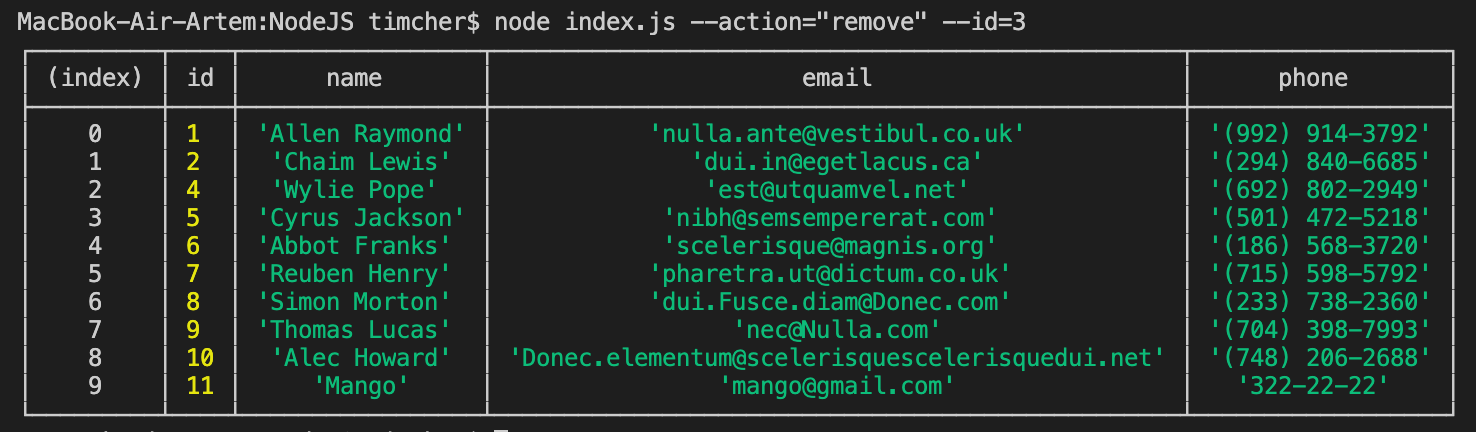 MacBook-Air-Artem:NodeJS timcher$ node index.js --action="remove" --id=3
(index) id name email phone
0 1 'Allen Raymond' 'nulla.ante@vestibul.co.uk' '(992) 914-3792'
1 2 'Chaim Lewis' 'dui.in@egetlacus.ca' '(294) 840-6685'
2 4 'Wylie Pope' 'est@utquamvel.net' '(692) 802-2949'
3 5 'Cyrus Jackson' 'nibh@semsempererat.com' '(501) 472-5218'
4 6 'Abbot Franks' 'scelerisque@magnis.org' '(186) 568-3720'
5 7 'Reuben Henry' 'pharetra.ut@dictum.co.uk' '(715) 598-5792'
6 8 'Simon Morton' 'dui.Fusce.diam@Donec.com' '(233) 738-2360'
7 9 'Thomas Lucas' 'nec@Nulla.com' '(704) 398-7993'
8 10 'Alec Howard' 'Donec.elementum@scelerisquescelerisquedui.net' '(748) 206-2688'
9 11 'Mango' 'mango@gmail.com' '322-22-22'